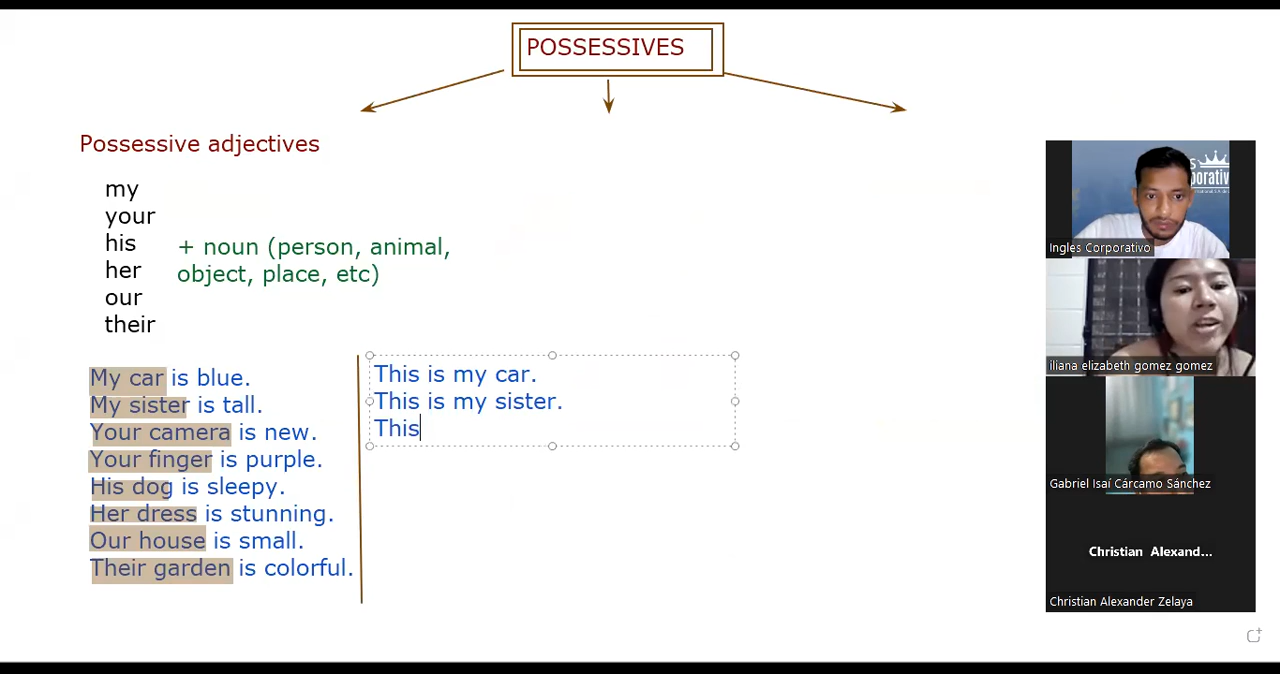 POSSESSIVES
Possessive adjectives
my
your
his
her
our
their
+ noun (person, animal,
object, place, etc)
My car is blue.
My sister is tall.
Your camera is new.
Your finger is purple.
His dog is sleepy.
Her dress is stunning.
Our house is small.
Their garden is colorful.
This is my car.
This is my sister.
This
Ingles Corporativo
iliana elizabeth gomez gomez
Gabriel Isaí Cárcamo Sánchez
Christian Alexand...
Christian Alexander Zelaya